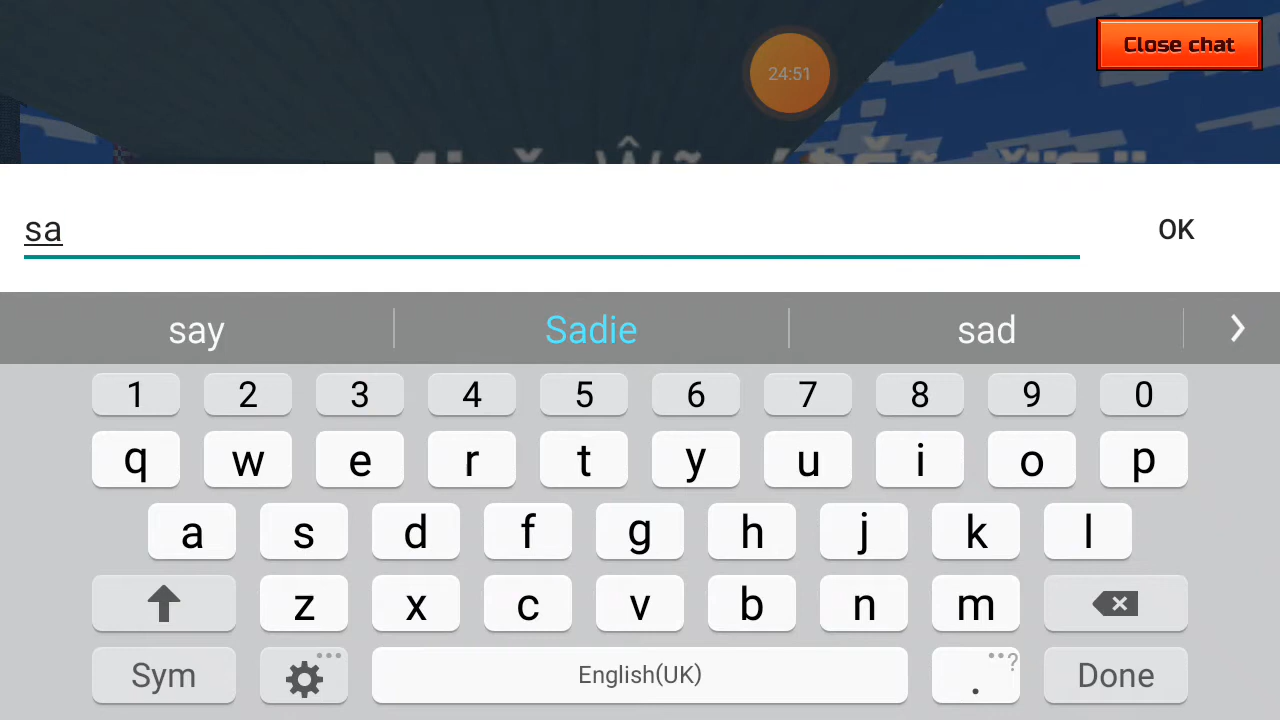 24:51
Close chat
sa
OK
say Sadie sad
1 2 3 4 5 6 7 8 9 0
q w e r t y u i o p
a s d f g h j k l
z x c v b n m
Sym English(UK) . ? Done